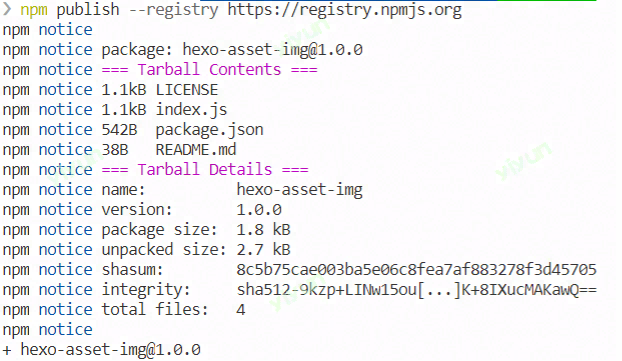 ❯ npm publish --registry https://registry.npmjs.org
npm notice
npm notice package: hexo-asset-img@1.0.0
npm notice === Tarball Contents ===
npm notice 1.1kB LICENSE
npm notice 1.1kB index.js
npm notice 542B  package.json
npm notice 38B   README.md
npm notice === Tarball Details ===
npm notice name:          hexo-asset-img
npm notice version:       1.0.0
npm notice package size:  1.8 kB
npm notice unpacked size: 2.7 kB
npm notice shasum:        8c5b75cae003ba5e06c8fea7af883278f3d45705
npm notice integrity:     sha512-9kzp+LINw15ou[...]K+8IXucMAKawQ==
npm notice total files:   4
npm notice
+ hexo-asset-img@1.0.0
yiyun
yiyun